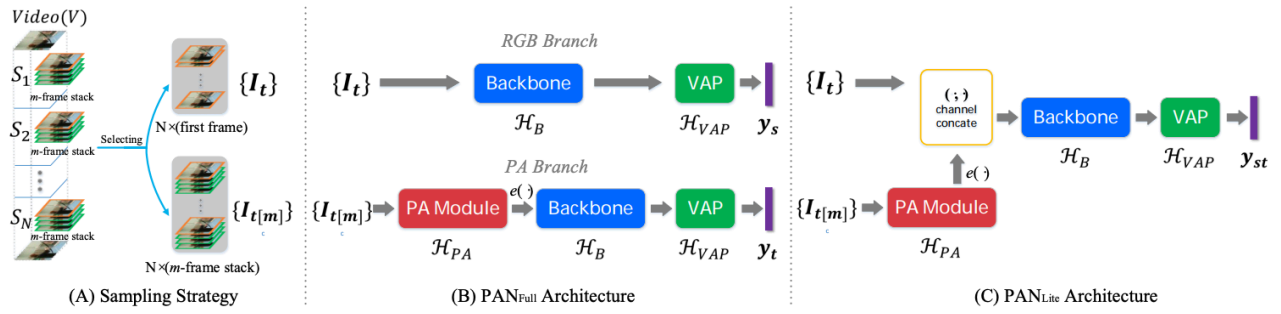 Video(V)
S1
m-frame stack
S2
m-frame stack
SN
m-frame stack
Selecting
{It}
N×(first frame)
{It[m]}
c
N×(m-frame stack)
(A) Sampling Strategy
RGB Branch
{It}
Backbone
ℋB
VAP
ℋVAP
ys
PA Branch
{It[m]}
c
PA Module
ℋPA
e(·)
Backbone
ℋB
VAP
ℋVAP
yt
(B) PANFull Architecture
{It}
(;)
channel
concate
Backbone
ℋB
VAP
ℋVAP
yst
e(·)
{It[m]}
c
PA Module
ℋPA
(C) PANLite Architecture